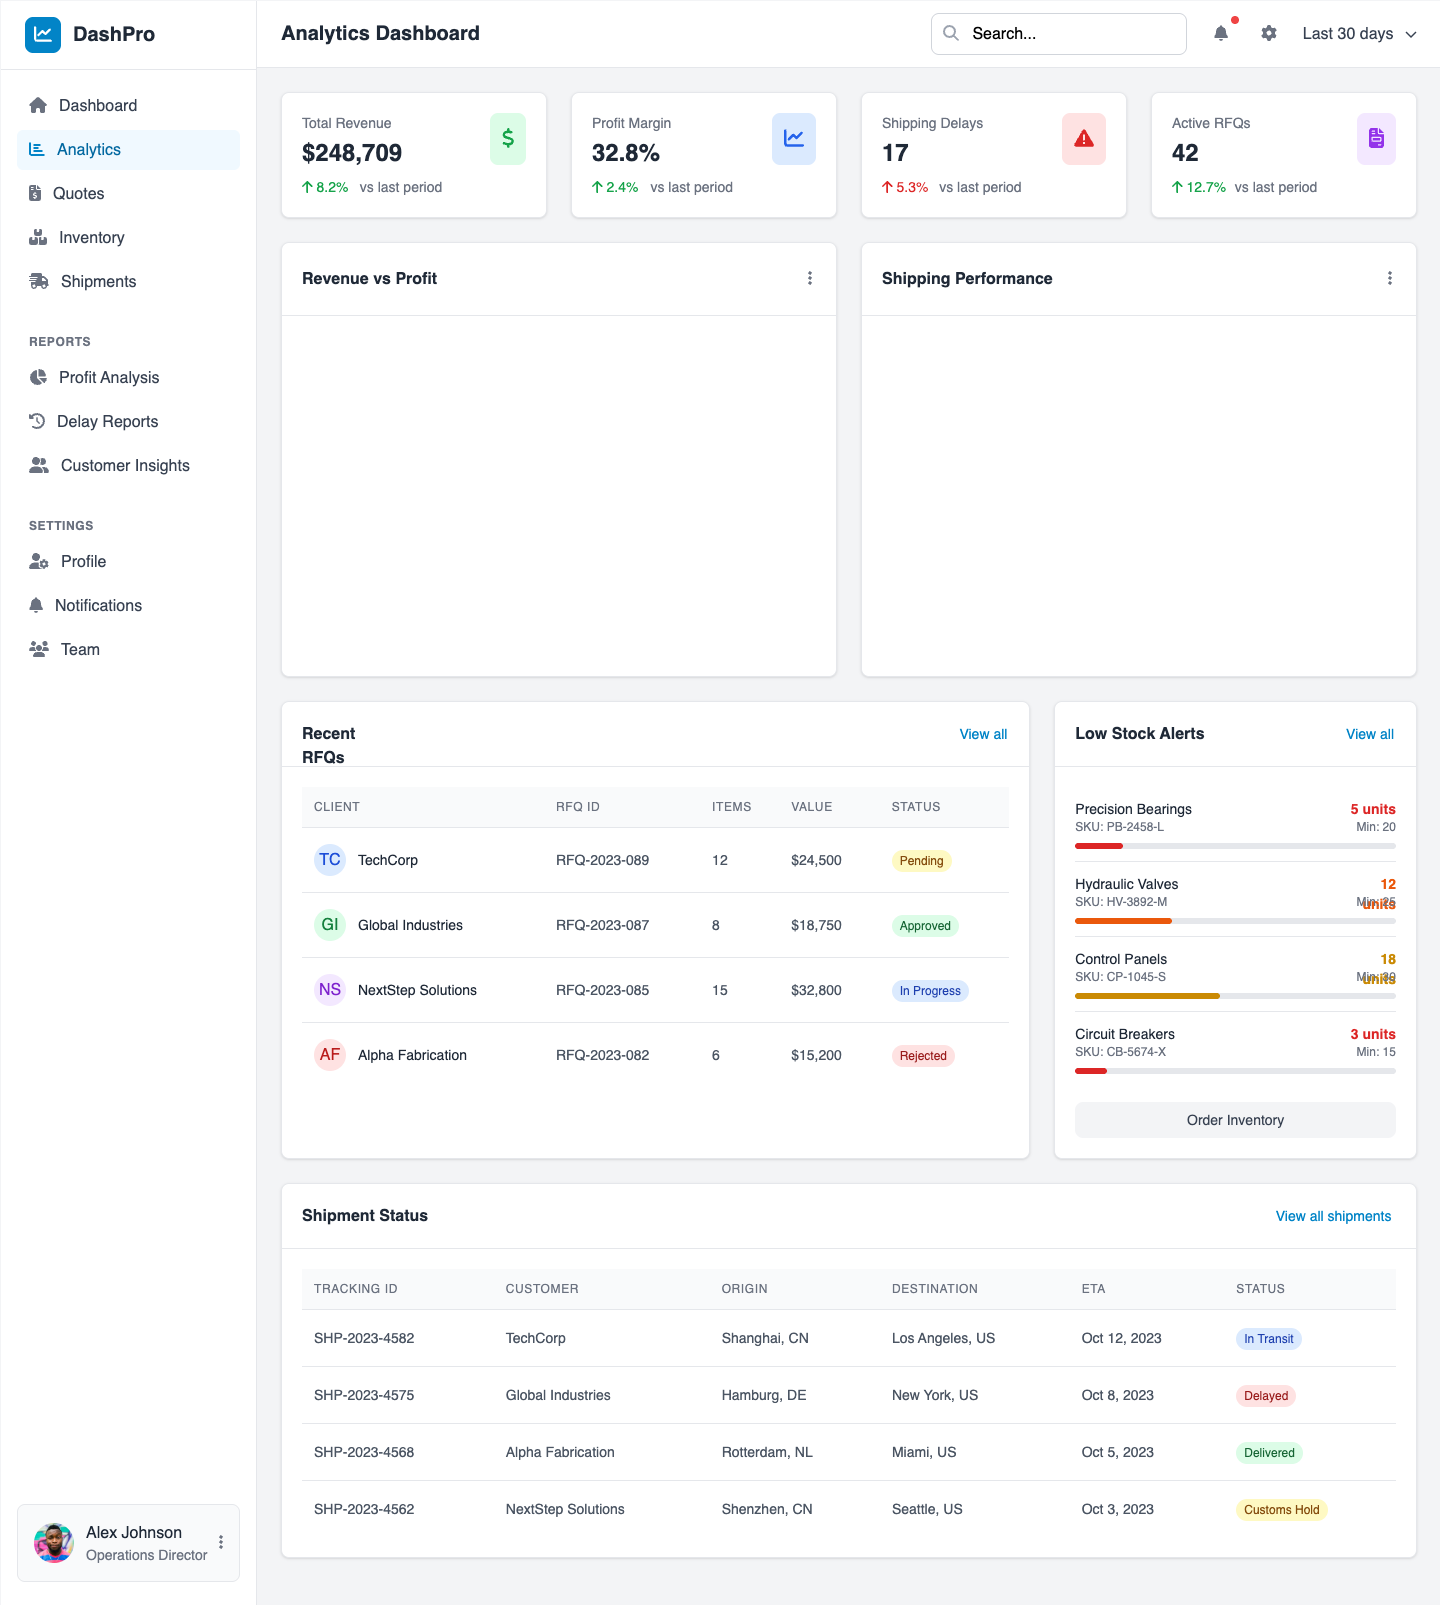 DashPro
Analytics Dashboard
Search...
Last 30 days
Dashboard
Analytics
Quotes
Inventory
Shipments
REPORTS
Profit Analysis
Delay Reports
Customer Insights
SETTINGS
Profile
Notifications
Team
Alex Johnson
Operations Director
Total Revenue
$248,709
8.2% vs last period
Profit Margin
32.8%
2.4% vs last period
Shipping Delays
17
5.3% vs last period
Active RFQs
42
12.7% vs last period
Revenue vs Profit
Shipping Performance
Recent
RFQs
View all
CLIENT RFQ ID ITEMS VALUE STATUS
TC TechCorp RFQ-2023-089 12 $24,500 Pending
GI Global Industries RFQ-2023-087 8 $18,750 Approved
NS NextStep Solutions RFQ-2023-085 15 $32,800 In Progress
AF Alpha Fabrication RFQ-2023-082 6 $15,200 Rejected
Low Stock Alerts View all
Precision Bearings 5 units
SKU: PB-2458-L Min: 20
Hydraulic Valves 12
units
SKU: HV-3892-M Min: 25
Control Panels 18
units
SKU: CP-1045-S Min: 30
Circuit Breakers 3 units
SKU: CB-5674-X Min: 15
Order Inventory
Shipment Status View all shipments
TRACKING ID CUSTOMER ORIGIN DESTINATION ETA STATUS
SHP-2023-4582 TechCorp Shanghai, CN Los Angeles, US Oct 12, 2023 In Transit
SHP-2023-4575 Global Industries Hamburg, DE New York, US Oct 8, 2023 Delayed
SHP-2023-4568 Alpha Fabrication Rotterdam, NL Miami, US Oct 5, 2023 Delivered
SHP-2023-4562 NextStep Solutions Shenzhen, CN Seattle, US Oct 3, 2023 Customs Hold